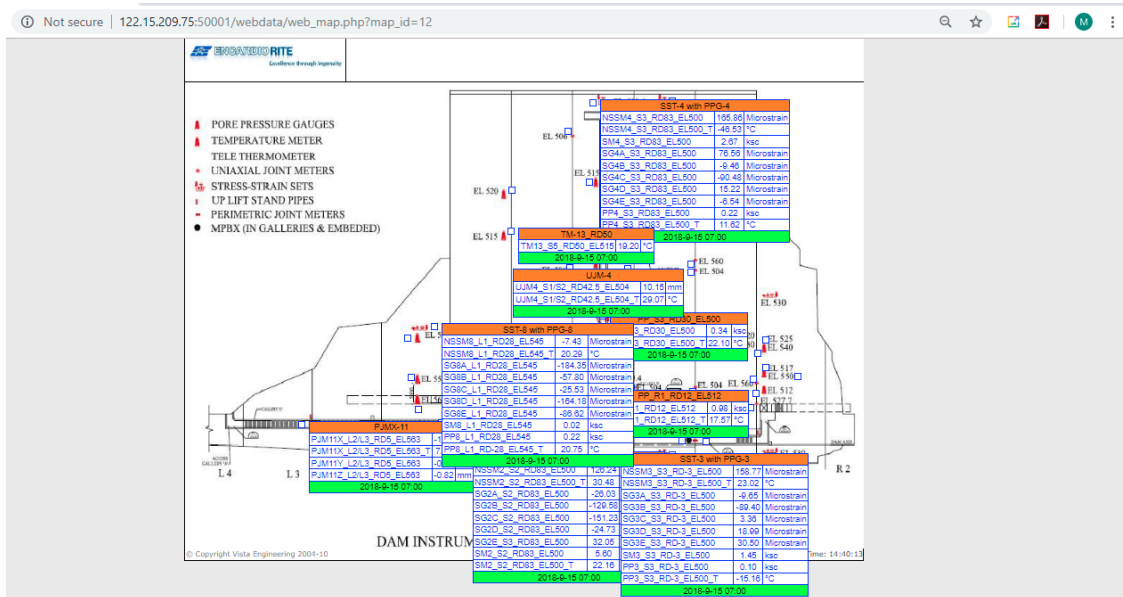 Not secure | 122.15.209.75:50001/webdata/web_map.php?map_id=12
M
ENCARDIO RITE
Excellence through ingenuity
PORE PRESSURE GAUGES
TEMPERATURE METER
TELE THERMOMETER
UNIAXIAL JOINT METERS
STRESS-STRAIN SETS
UP LIFT STAND PIPES
PERIMETRIC JOINT METERS
MPBX (IN GALLERIES & EMBEDED)
EL 506
EL 515
EL 520
EL 515
SST-4 with PPG-4
NSSM4_S3_RD83_EL500 165.86 Microstrain
NSSM4_S3_RD83_EL500_T -46.53 °C
SM4_S3_RD83_EL500 2.67 ksc
SG4A_S3_RD83_EL500 76.56 Microstrain
SG4B_S3_RD83_EL500 -9.46 Microstrain
SG4C_S3_RD83_EL500 -90.48 Microstrain
SG4D_S3_RD83_EL500 15.22 Microstrain
SG4E_S3_RD83_EL500 -6.54 Microstrain
PP4_S3_RD83_EL500 0.22 ksc
PP4_S3_RD83_EL500_T 11.62 °C
2018-9-15 07:00
TM-13_RD50
TM13_S5_RD50_EL515 19.20 °C
2018-9-15 07:00
EL 560
EL 504
UJM-4
UJM4_S1/S2_RD42.5_EL504 10.15 mm
UJM4_S1/S2_RD42.5_EL504_T 29.07 °C
2018-9-15 07:00
EL 530
PP_S3_RD30_EL500
3_RD30_EL500 0.34 ksc
3_RD30_EL500_T 22.10 °C
2018-9-15 07:00
EL 525
EL 540
EL 517
EL 550
EL 512
EL 527.7
EL 504
EL 560
SST-8 with PPG-8
NSSM8_L1_RD28_EL545 -7.43 Microstrain
NSSM8_L1_RD28_EL545_T 20.29 °C
SG8A_L1_RD28_EL545 -184.35 Microstrain
SG8B_L1_RD28_EL545 -57.80 Microstrain
SG8C_L1_RD28_EL545 -25.53 Microstrain
SG8D_L1_RD28_EL545 -164.18 Microstrain
SG8E_L1_RD28_EL545 -86.62 Microstrain
SM8_L1_RD28_EL545 0.02 ksc
PP8_L1_RD28_EL545 0.22 ksc
PP8_L1_RD-28_EL545_T 20.75 °C
2018-9-15 07:00
PP_R1_RD12_EL512
1_RD12_EL512 0.98 ksc
1_RD12_EL512_T 17.57 °C
2018-9-15 07:00
PJMX-11
PJM11X_L2/L3_RD5_EL563
PJM11X_L2/L3_RD5_EL563_T
PJM11Y_L2/L3_RD5_EL563
PJM11Z_L2/L3_RD5_EL563 -0.82 mm
2018-9-15 07:00
L 4
L 3
R 2
NSSM2_S2_RD83_EL500 126.24
NSSM2_S2_RD83_EL500_T 30.48
SG2A_S2_RD83_EL500 -26.03
SG2B_S2_RD83_EL500 -129.58
SG2C_S2_RD83_EL500 -151.23
SG2D_S2_RD83_EL500 -24.73
SG2E_S3_RD83_EL500 32.05
SM2_S2_RD83_EL500 5.60
SM2_S2_RD83_EL500_T 22.16
2018-9-15 07:00
SST-3 with PPG-3
NSSM3_S3_RD-3_EL500 158.77 Microstrain
NSSM3_S3_RD-3_EL500_T 23.02 °C
SG3A_S3_RD-3_EL500 -9.65 Microstrain
SG3B_S3_RD-3_EL500 -89.40 Microstrain
SG3C_S3_RD-3_EL500 3.36 Microstrain
SG3D_S3_RD-3_EL500 18.99 Microstrain
SG3E_S3_RD-3_EL500 30.50 Microstrain
SM3_S3_RD-3_EL500 1.45 ksc
PP3_S3_RD-3_EL500 0.10 ksc
PP3_S3_RD-3_EL500_T -15.16 °C
2018-9-15 07:00
DAM INSTRUM
© Copyright Vista Engineering 2004-10
Time: 14:40:13